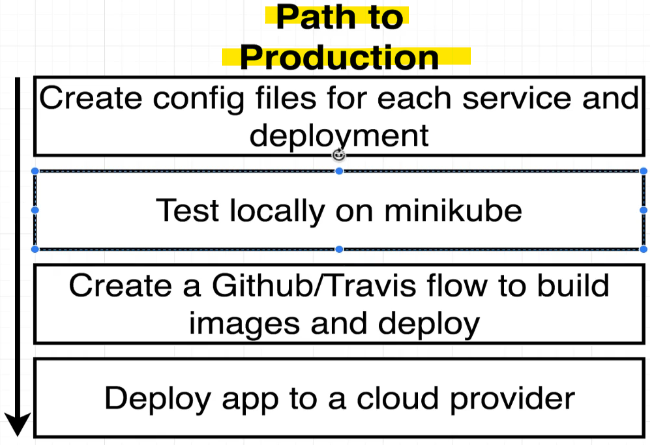 Path to
Production
Create config files for each service and
deployment
Test locally on minikube
Create a Github/Travis flow to build
images and deploy
Deploy app to a cloud provider